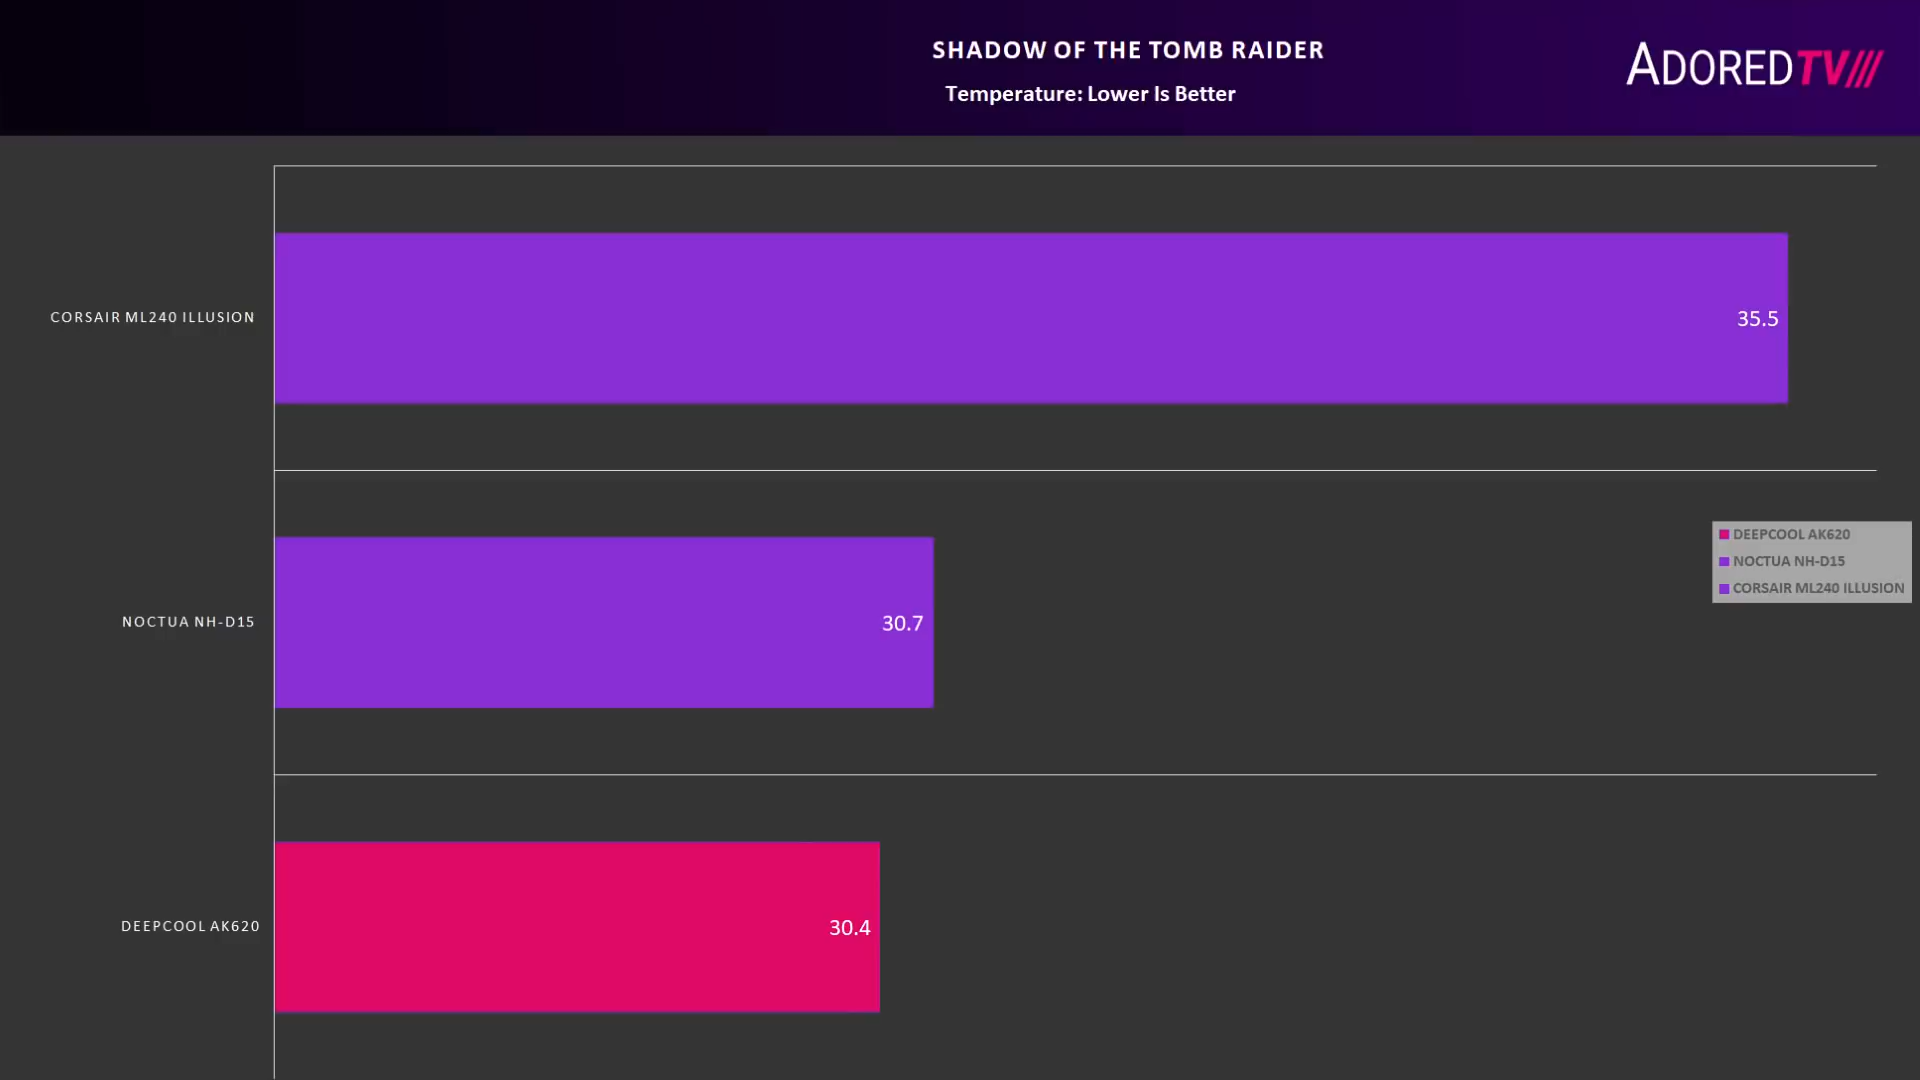 SHADOW OF THE TOMB RAIDER
Temperature: Lower Is Better
ADOREDTV
CORSAIR ML240 ILLUSION
35.5
NOCTUA NH-D15
30.7
DEEPCOOL AK620
NOCTUA NH-D15
CORSAIR ML240 ILLUSION
DEEPCOOL AK620
30.4